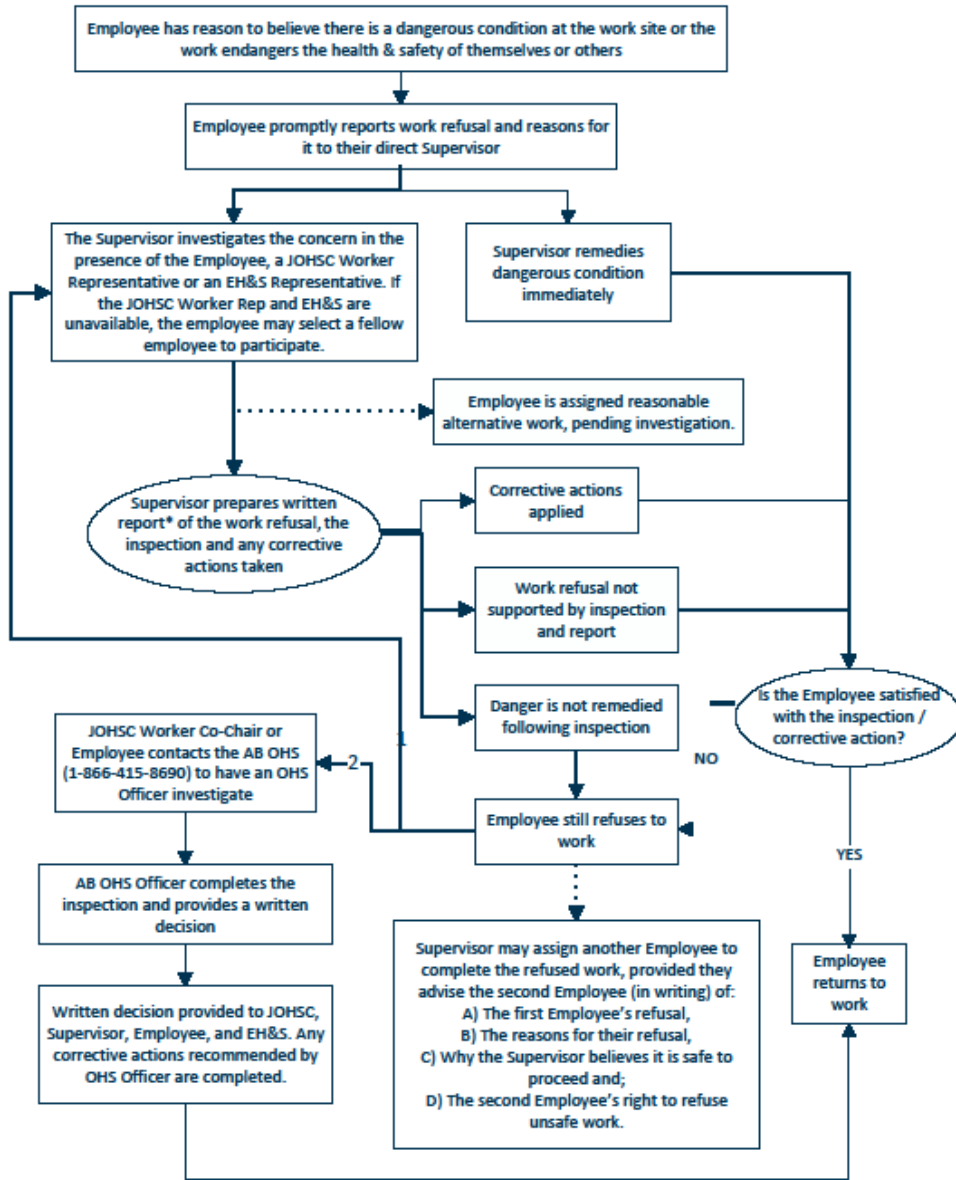 Employee has reason to believe there is a dangerous condition at the work site or the
work endangers the health & safety of themselves or others
Employee promptly reports work refusal and reasons for
it to their direct Supervisor
The Supervisor investigates the concern in the
presence of the Employee, a JOHSC Worker
Representative or an EH&S Representative. If
the JOHSC Worker Rep and EH&S are
unavailable, the employee may select a fellow
employee to participate.
Supervisor remedies
dangerous condition
immediately
Employee is assigned reasonable
alternative work, pending investigation.
Supervisor prepares written
report* of the work refusal, the
inspection and any corrective
actions taken
Corrective actions
applied
Work refusal not
supported by inspection
and report
Danger is not remedied
following inspection
Is the Employee satisfied
with the inspection /
corrective action?
NO
YES
1
2
JOHSC Worker Co-Chair or
Employee contacts the AB OHS
(1-866-415-8690) to have an OHS
Officer investigate
Employee still refuses to
work
AB OHS Officer completes the
inspection and provides a written
decision
Supervisor may assign another Employee to
complete the refused work, provided they
advise the second Employee (in writing) of:
A) The first Employee's refusal,
B) The reasons for their refusal,
C) Why the Supervisor believes it is safe to
proceed and;
D) The second Employee's right to refuse
unsafe work.
Employee
returns to
work
Written decision provided to JOHSC,
Supervisor, Employee, and EH&S. Any
corrective actions recommended by
OHS Officer are completed.